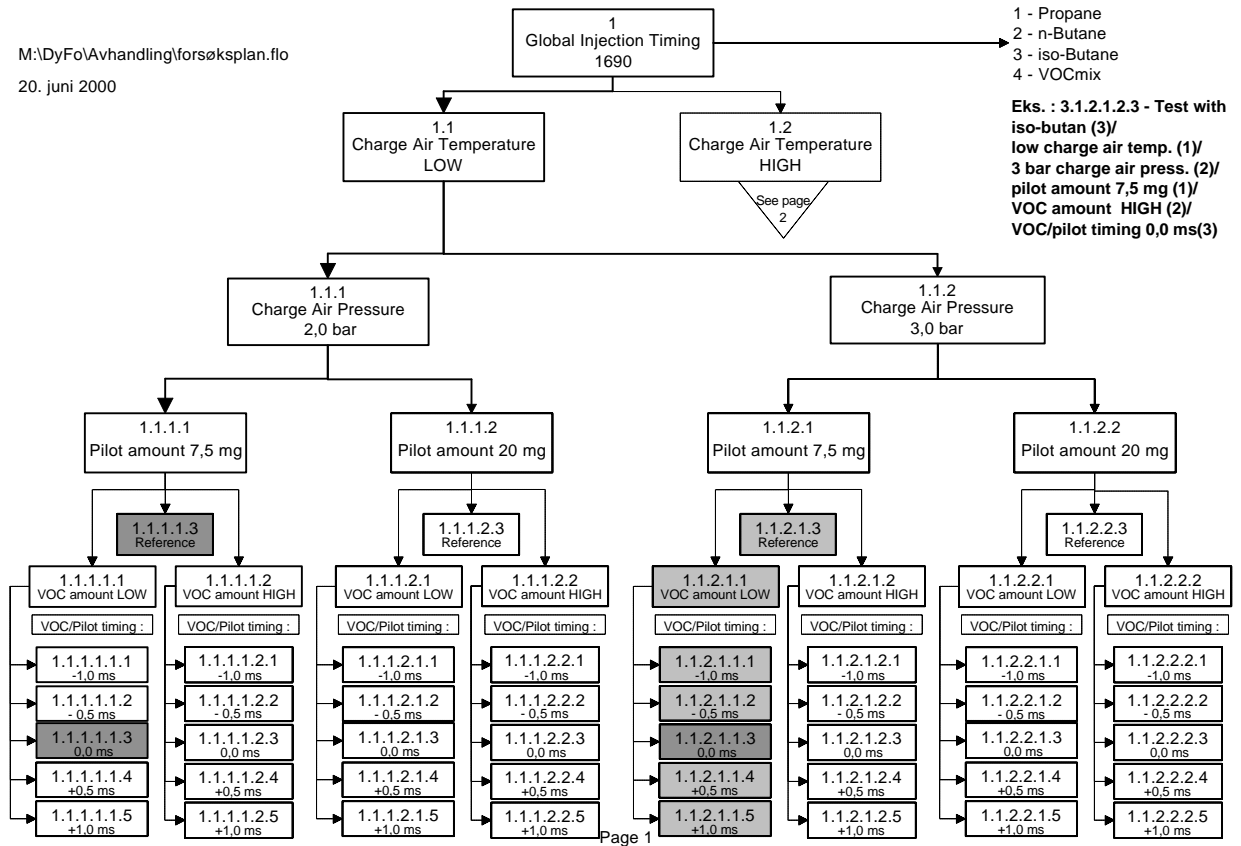 M:\DyFo\Avhandling\forsøksplan.flo
20. juni 2000
1
Global Injection Timing
1690
1 - Propane
2 - n-Butane
3 - iso-Butane
4 - VOCmix
Eks. : 3.1.2.1.2.3 - Test with
iso-butan (3)/
low charge air temp. (1)/
3 bar charge air press. (2)/
pilot amount 7,5 mg (1)/
VOC amount HIGH (2)/
VOC/pilot timing 0,0 ms(3)
1.1
Charge Air Temperature
LOW
1.2
Charge Air Temperature
HIGH
See page
2
1.1.1
Charge Air Pressure
2,0 bar
1.1.2
Charge Air Pressure
3,0 bar
1.1.1.1
Pilot amount 7,5 mg
1.1.1.2
Pilot amount 20 mg
1.1.2.1
Pilot amount 7,5 mg
1.1.2.2
Pilot amount 20 mg
1.1.1.1.3
Reference
1.1.1.2.3
Reference
1.1.2.1.3
Reference
1.1.2.2.3
Reference
1.1.1.1.1
VOC amount LOW
1.1.1.1.2
VOC amount HIGH
1.1.1.2.1
VOC amount LOW
1.1.1.2.2
VOC amount HIGH
1.1.2.1.1
VOC amount LOW
1.1.2.1.2
VOC amount HIGH
1.1.2.2.1
VOC amount LOW
1.1.2.2.2
VOC amount HIGH
VOC/Pilot timing :
VOC/Pilot timing :
VOC/Pilot timing :
VOC/Pilot timing :
VOC/Pilot timing :
VOC/Pilot timing :
VOC/Pilot timing :
VOC/Pilot timing :
1.1.1.1.1.1
-1,0 ms
1.1.1.1.2.1
-1,0 ms
1.1.1.2.1.1
-1,0 ms
1.1.1.2.2.1
-1,0 ms
1.1.2.1.1.1
-1,0 ms
1.1.2.1.2.1
-1,0 ms
1.1.2.2.1.1
-1,0 ms
1.1.2.2.2.1
-1,0 ms
1.1.1.1.1.2
- 0,5 ms
1.1.1.1.2.2
- 0,5 ms
1.1.1.2.1.2
- 0,5 ms
1.1.1.2.2.2
- 0,5 ms
1.1.2.1.1.2
- 0,5 ms
1.1.2.1.2.2
- 0,5 ms
1.1.2.2.1.2
- 0,5 ms
1.1.2.2.2.2
- 0,5 ms
1.1.1.1.1.3
0,0 ms
1.1.1.1.2.3
0,0 ms
1.1.1.2.1.3
0,0 ms
1.1.1.2.2.3
0,0 ms
1.1.2.1.1.3
0,0 ms
1.1.2.1.2.3
0,0 ms
1.1.2.2.1.3
0,0 ms
1.1.2.2.2.3
0,0 ms
1.1.1.1.1.4
+0,5 ms
1.1.1.1.2.4
+0,5 ms
1.1.1.2.1.4
+0,5 ms
1.1.1.2.2.4
+0,5 ms
1.1.2.1.1.4
+0,5 ms
1.1.2.1.2.4
+0,5 ms
1.1.2.2.1.4
+0,5 ms
1.1.2.2.2.4
+0,5 ms
1.1.1.1.1.5
+1,0 ms
1.1.1.1.2.5
+1,0 ms
1.1.1.2.1.5
+1,0 ms
1.1.1.2.2.5
+1,0 ms
1.1.2.1.1.5
+1,0 ms
1.1.2.1.2.5
+1,0 ms
1.1.2.2.1.5
+1,0 ms
1.1.2.2.2.5
+1,0 ms
Page 1